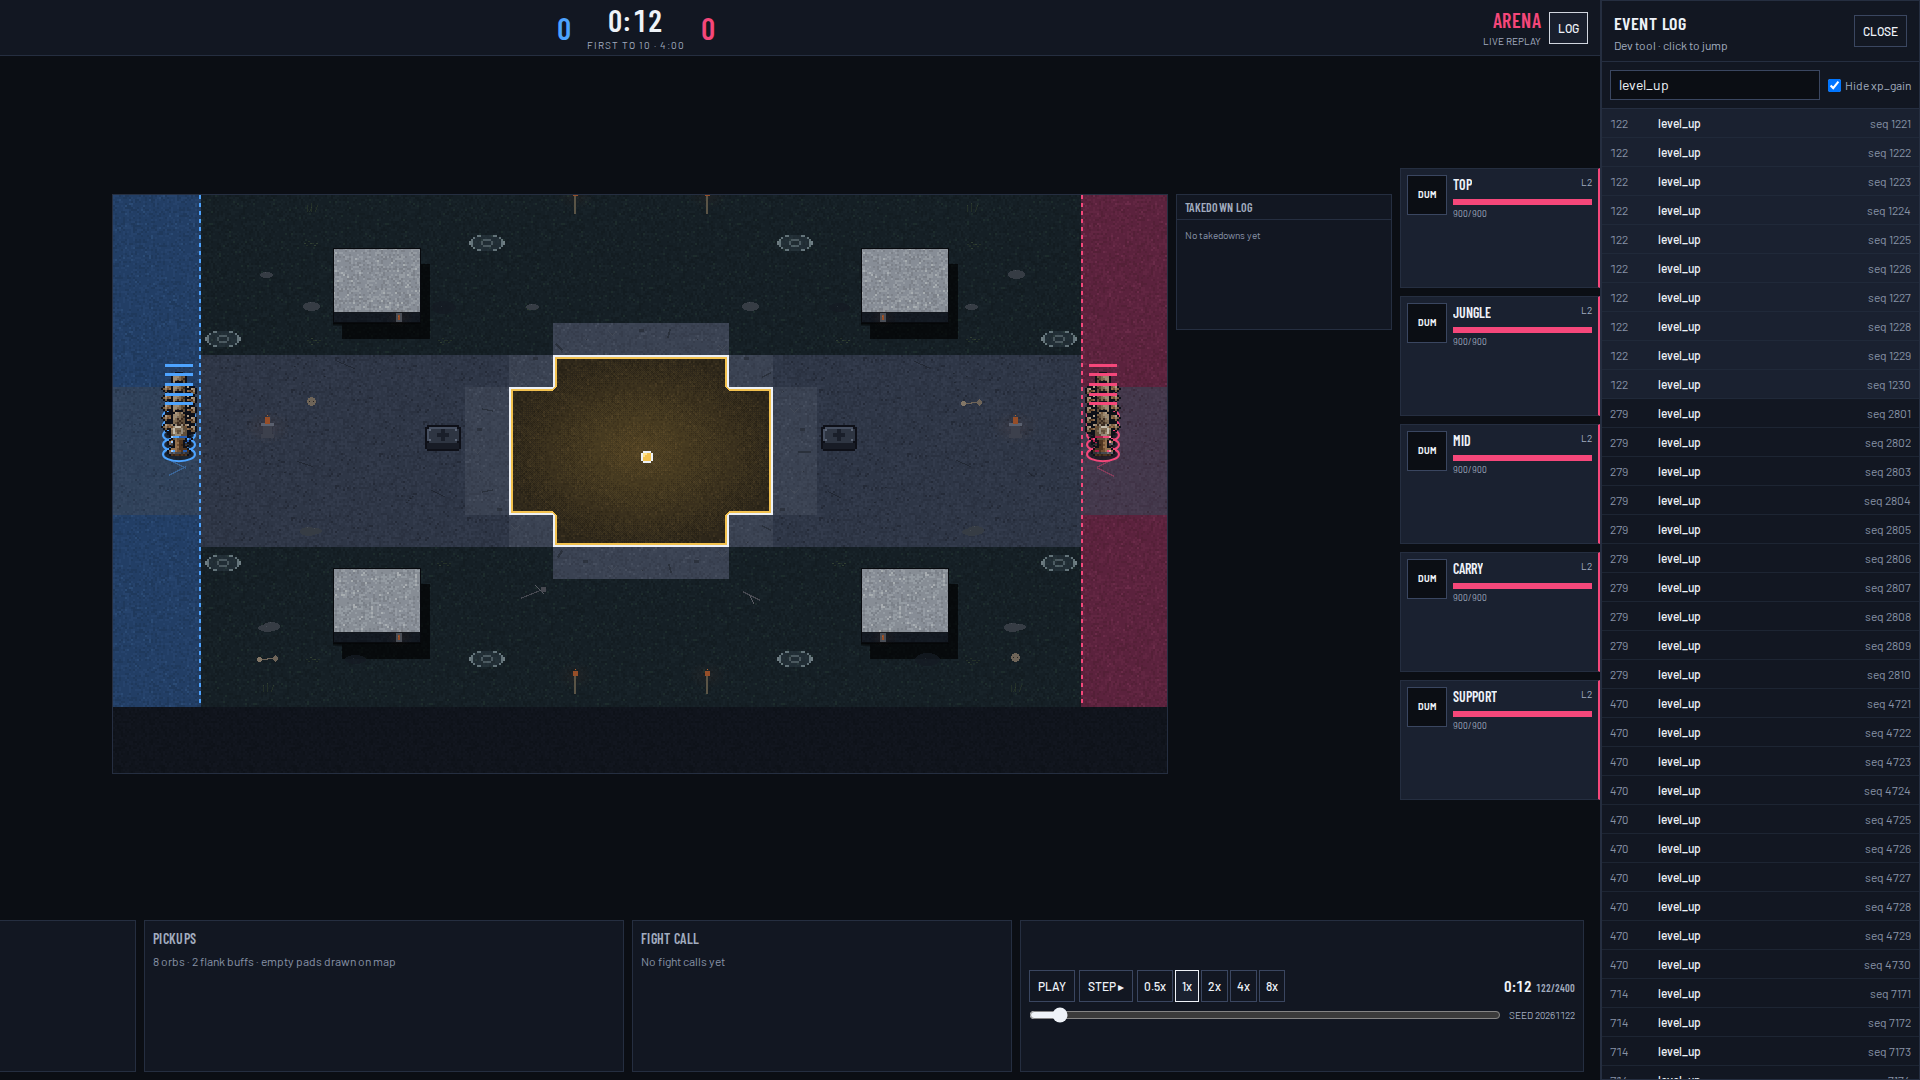 0
0:12
0
FIRST TO 10 · 4:00
ARENA
LIVE REPLAY
LOG
EVENT LOG
Dev tool · click to jump
CLOSE
level_up
Hide xp_gain
122 level_up seq 1221
122 level_up seq 1222
122 level_up seq 1223
122 level_up seq 1224
122 level_up seq 1225
122 level_up seq 1226
122 level_up seq 1227
122 level_up seq 1228
122 level_up seq 1229
122 level_up seq 1230
279 level_up seq 2801
279 level_up seq 2802
279 level_up seq 2803
279 level_up seq 2804
279 level_up seq 2805
279 level_up seq 2806
279 level_up seq 2807
279 level_up seq 2808
279 level_up seq 2809
279 level_up seq 2810
470 level_up seq 4721
470 level_up seq 4722
470 level_up seq 4723
470 level_up seq 4724
470 level_up seq 4725
470 level_up seq 4726
470 level_up seq 4727
470 level_up seq 4728
470 level_up seq 4729
470 level_up seq 4730
714 level_up seq 7171
714 level_up seq 7172
714 level_up seq 7173
TAKEDOWN LOG
No takedowns yet
DUM TOP L2
900/900
DUM JUNGLE L2
900/900
DUM MID L2
900/900
DUM CARRY L2
900/900
DUM SUPPORT L2
900/900
PICKUPS
8 orbs · 2 flank buffs · empty pads drawn on map
FIGHT CALL
No fight calls yet
PLAY STEP▸ 0.5x 1x 2x 4x 8x 0:12 122/2400
SEED 20261122